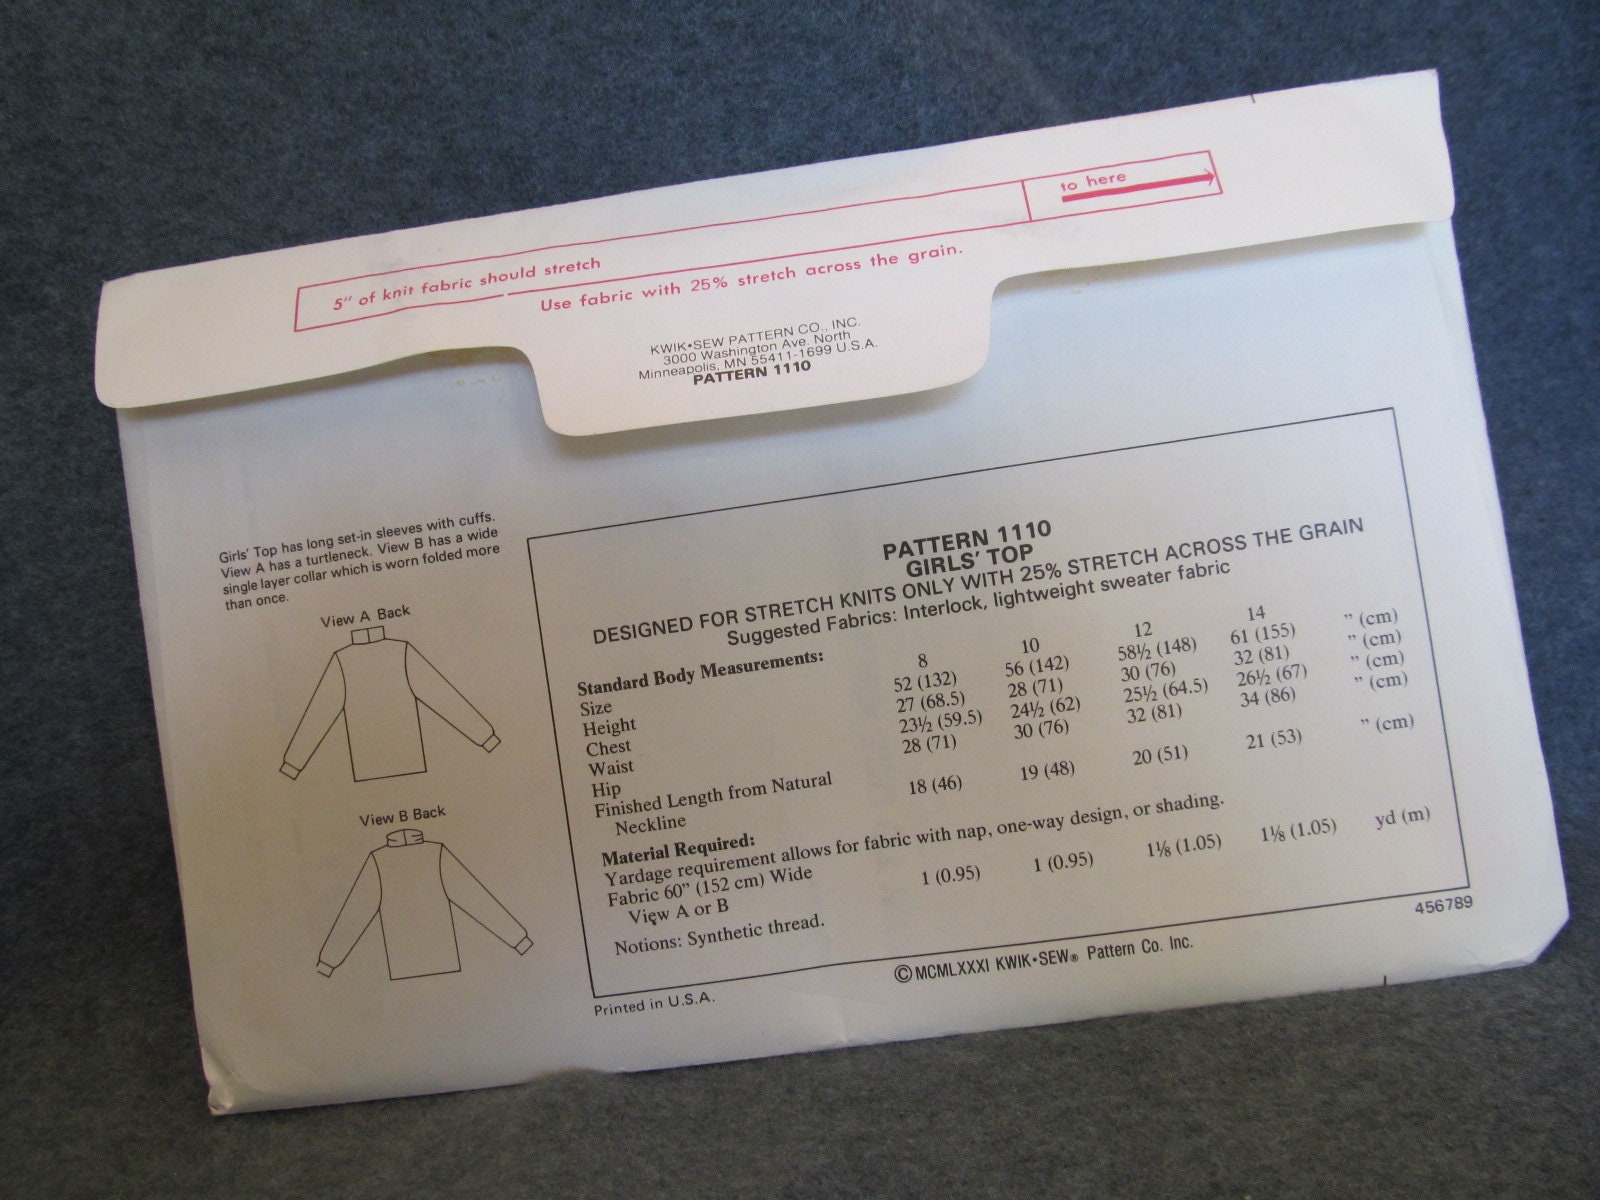 to here
5" of knit fabric should stretch
Use fabric with 25% stretch across the grain.
KWIK•SEW PATTERN CO., INC.
3000 Washington Ave. North
Minneapolis, MN 55411-1699 U.S.A.
PATTERN 1110
Girls' Top has long set-in sleeves with cuffs.
View A has a turtleneck. View B has a wide
single layer collar which is worn folded more
than once.
View A Back
View B Back
PATTERN 1110
GIRLS' TOP
DESIGNED FOR STRETCH KNITS ONLY WITH 25% STRETCH ACROSS THE GRAIN
Suggested Fabrics: Interlock, lightweight sweater fabric
Standard Body Measurements:
Size 8 10 12 14
Height 52 (132) 56 (142) 58½ (148) 61 (155) " (cm)
Chest 27 (68.5) 28 (71) 30 (76) 32 (81) " (cm)
Waist 23½ (59.5) 24½ (62) 25½ (64.5) 26½ (67) " (cm)
Hip 28 (71) 30 (76) 32 (81) 34 (86) " (cm)
Finished Length from Natural
Neckline 18 (46) 19 (48) 20 (51) 21 (53) " (cm)
Material Required:
Yardage requirement allows for fabric with nap, one-way design, or shading.
Fabric 60" (152 cm) Wide
View A or B 1 (0.95) 1 (0.95) 1⅛ (1.05) 1⅛ (1.05) yd (m)
Notions: Synthetic thread.
456789
©MCMLXXXI KWIK•SEW® Pattern Co. Inc.
Printed in U.S.A.